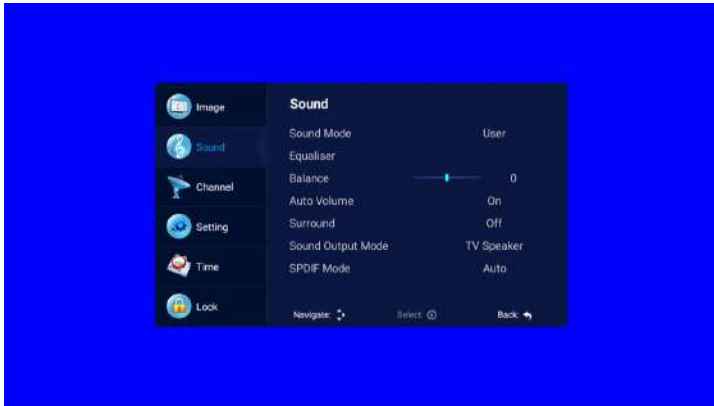 Image
Sound
Channel
Setting
Time
Lock
Sound
Sound Mode User
Equaliser
Balance 0
Auto Volume On
Surround Off
Sound Output Mode TV Speaker
SPDIF Mode Auto
Navigate: Select Back: